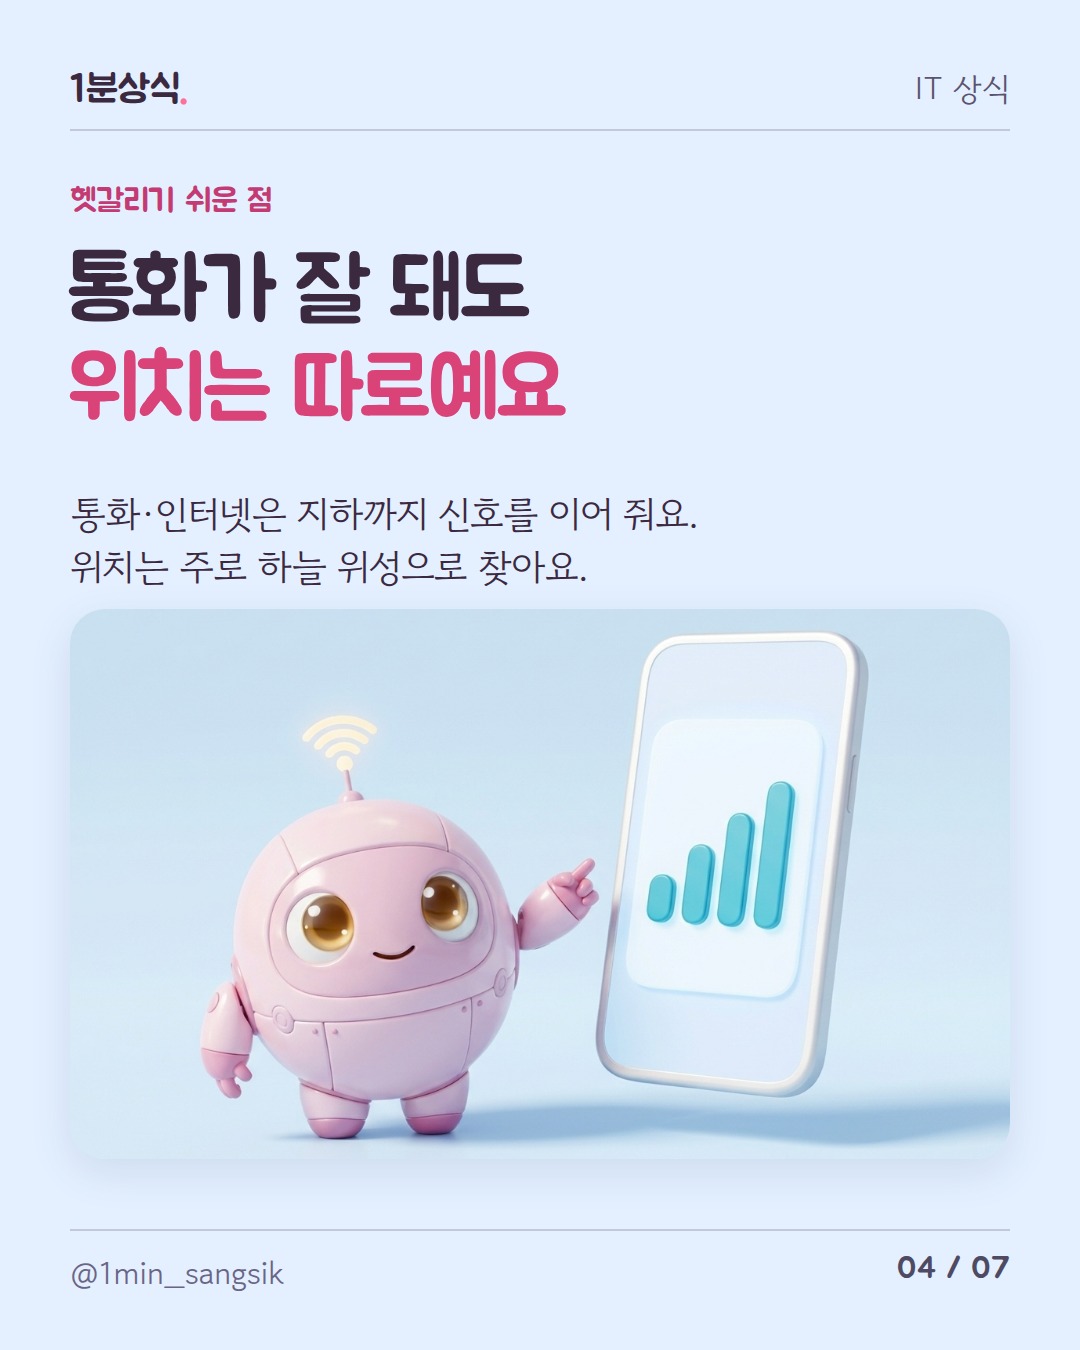 1분상식.
IT 상식
헷갈리기 쉬운 점
통화가 잘 돼도
위치는 따로예요
통화·인터넷은 지하까지 신호를 이어 줘요.
위치는 주로 하늘 위성으로 찾아요.
@1min_sangsik
04 / 07